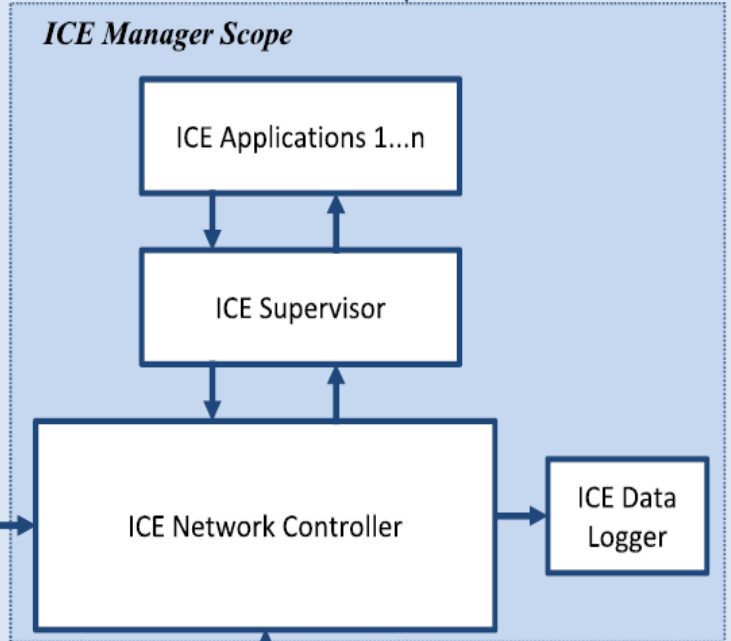 ICE Manager Scope
ICE Applications 1...n
ICE Supervisor
ICE Network Controller
ICE Data
Logger